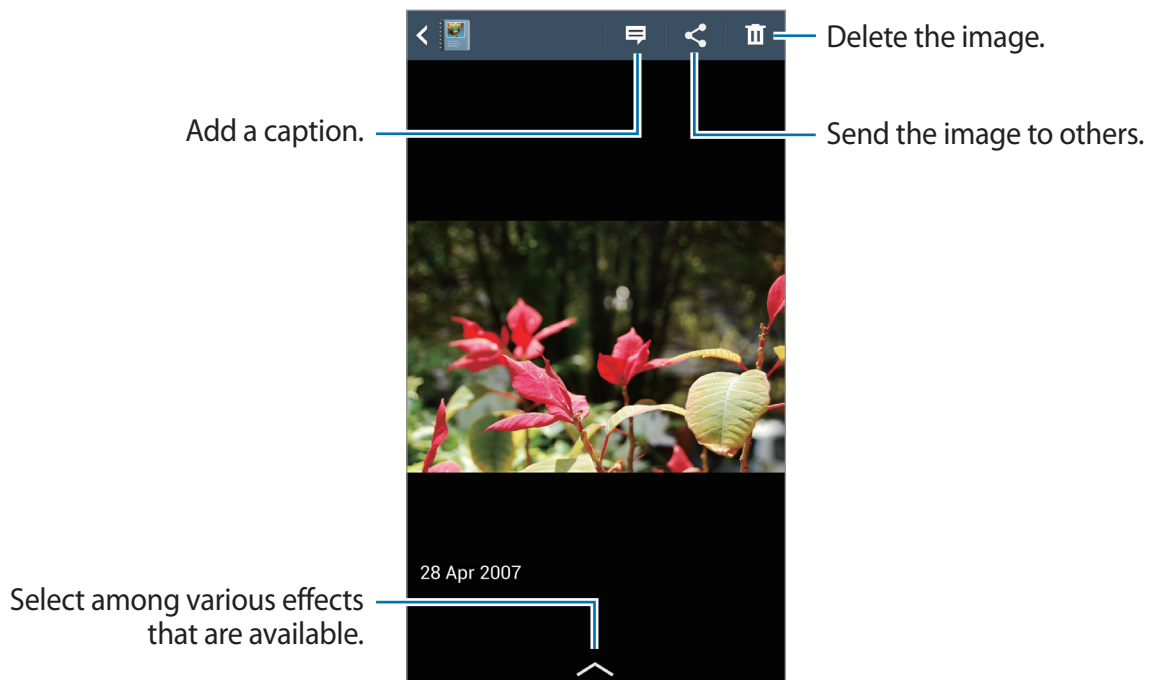 Delete the image.
Add a caption.
Send the image to others.
28 Apr 2007
Select among various effects
that are available.